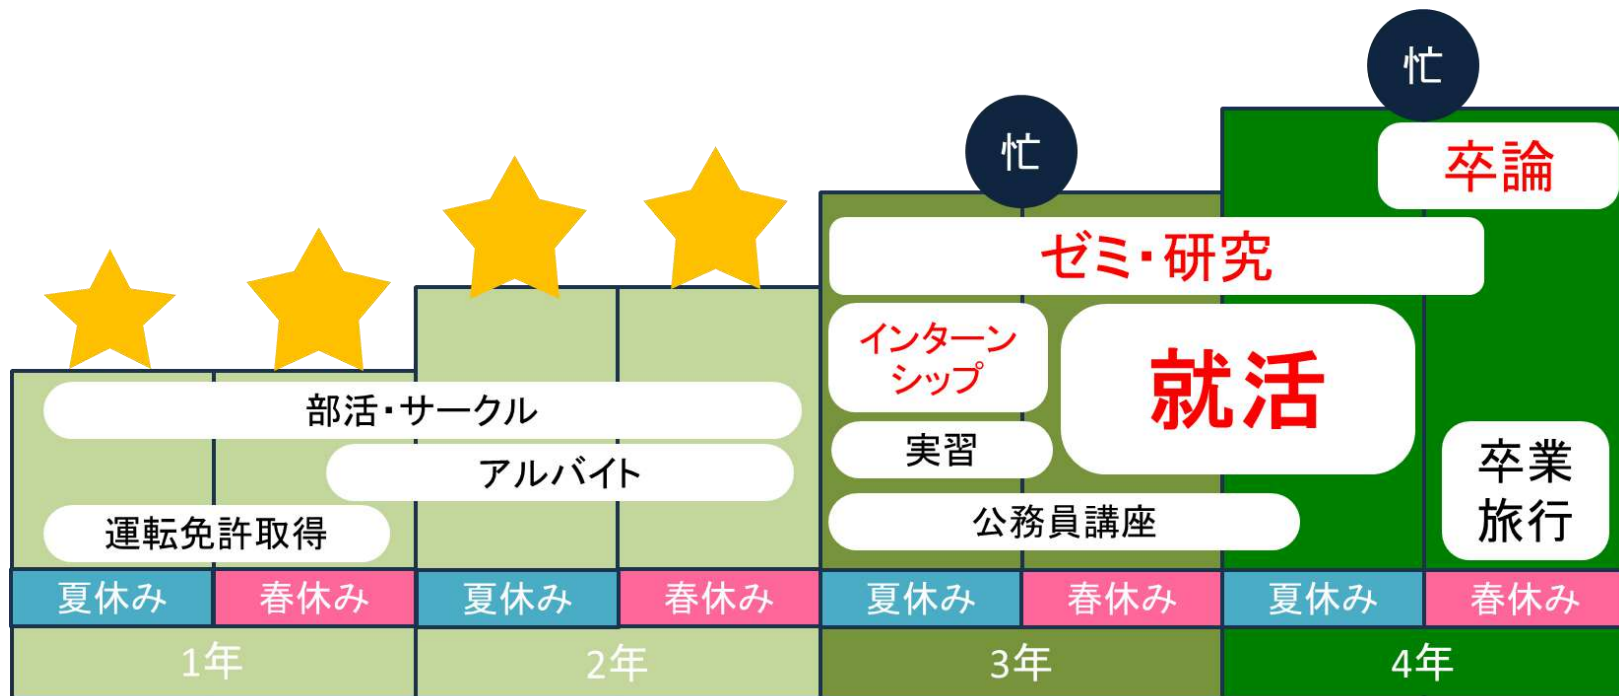 忙
忙
卒論
ゼミ・研究
インターン
シップ
就活
部活・サークル
アルバイト
実習
卒業
旅行
運転免許取得
公務員講座
夏休み
春休み
夏休み
春休み
夏休み
春休み
夏休み
春休み
1年
2年
3年
4年